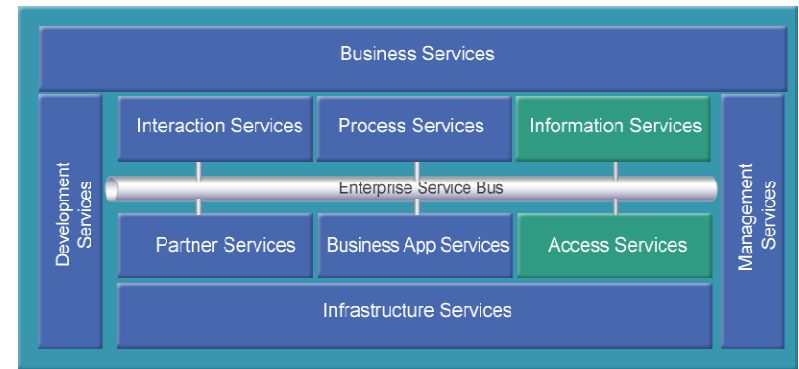 Business Services
Interaction Services
Process Services
Information Services
Development
Services
Enterprise Service Bus
Management
Services
Partner Services
Business App Services
Access Services
Infrastructure Services